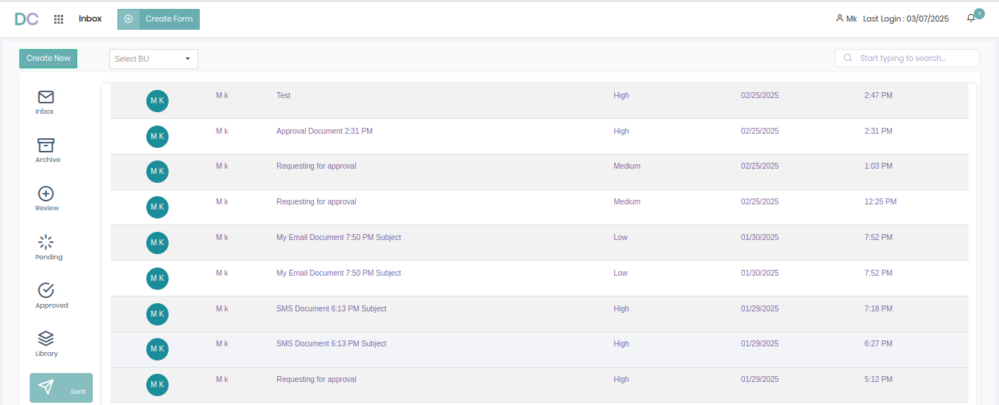 DC Inbox Create Form Mk Last Login : 03/07/2025 2
Create New Select BU Start typing to search...
Inbox
Archive
Review
Pending
Approved
Library
Sent
M K M k Test High 02/25/2025 2:47 PM
M K M k Approval Document 2:31 PM High 02/25/2025 2:31 PM
M K M k Requesting for approval Medium 02/25/2025 1:03 PM
M K M k Requesting for approval Medium 02/25/2025 12:25 PM
M K M k My Email Document 7:50 PM Subject Low 01/30/2025 7:52 PM
M K M k My Email Document 7:50 PM Subject Low 01/30/2025 7:52 PM
M K M k SMS Document 6:13 PM Subject High 01/29/2025 7:18 PM
M K M k SMS Document 6:13 PM Subject High 01/29/2025 6:27 PM
M K M k Requesting for approval High 01/29/2025 5:12 PM